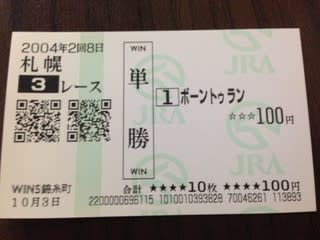 2004年2回8日
札幌
3レース
WINS錦糸町
10月3日
WIN
単勝
WIN
1 ボーントゥラン
☆☆☆100円
JRA
JRA
合計 ★★★★10枚 ★★★★100円
2200000696115 1010010393828 70046261 113893